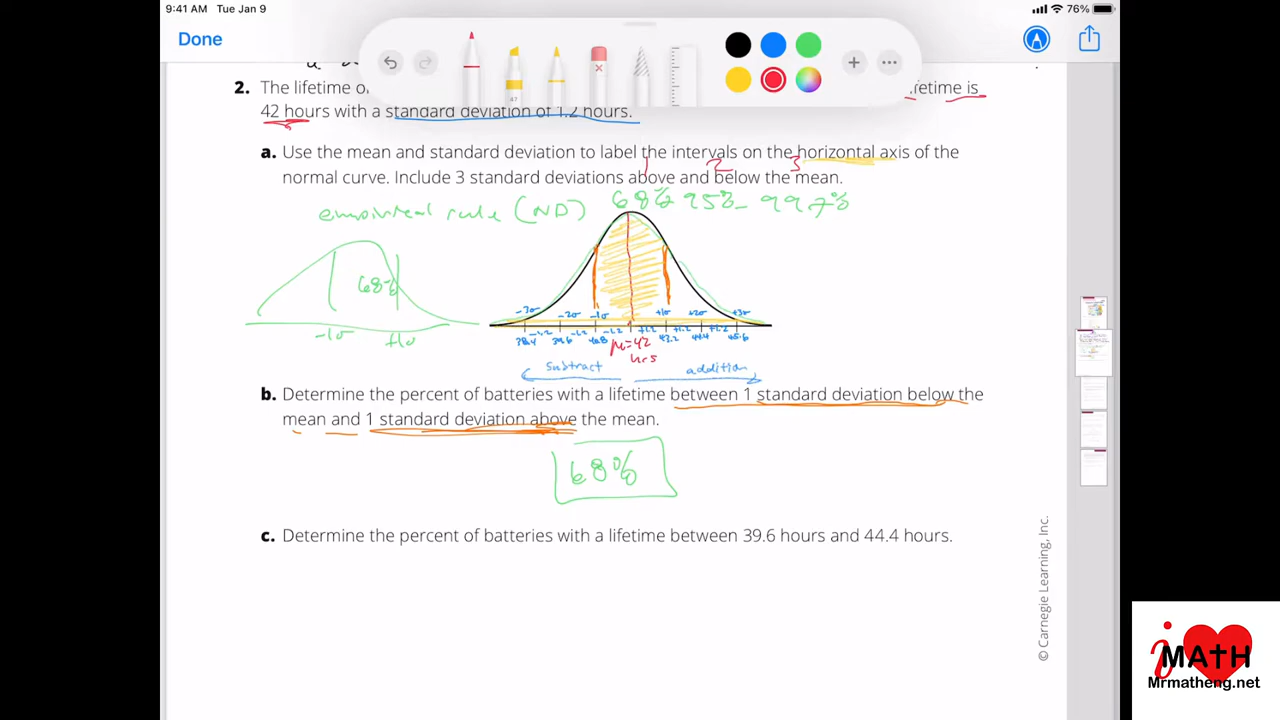 9:41 AM Tue Jan 9
76%
Done
47
2. The lifetime of lifetime is
42 hours with a standard deviation of 1.2 hours.
a. Use the mean and standard deviation to label the intervals on the horizontal axis of the
1 2 3
normal curve. Include 3 standard deviations above and below the mean.
empirical rule (ND) 68% 95% 99.7%
68%
-1σ +1σ
-3σ -2σ -1σ +1σ +2σ +3σ
-1.2 -1.2 -1.2 +1.2 +1.2 +1.2
38.4 39.6 40.8 μ=42 43.2 44.4 45.6
hrs
subtract addition
b. Determine the percent of batteries with a lifetime between 1 standard deviation below the
mean and 1 standard deviation above the mean.
68%
c. Determine the percent of batteries with a lifetime between 39.6 hours and 44.4 hours.
© Carnegie Learning, Inc.
i
MATH
Mrmatheng.net